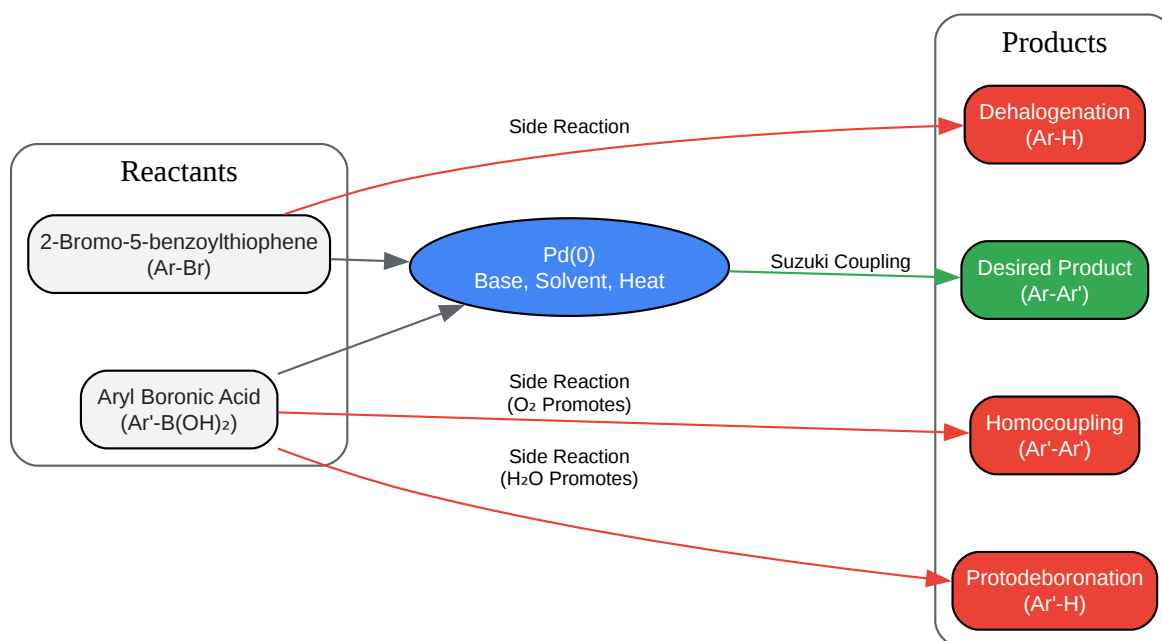 Products
Dehalogenation
(Ar-H)
Side Reaction
Reactants
2-Bromo-5-benzoylthiophene
(Ar-Br)
Pd(0)
Base, Solvent, Heat
Suzuki Coupling
Desired Product
(Ar-Ar')
Aryl Boronic Acid
(Ar'-B(OH)₂)
Side Reaction
(O₂ Promotes)
Homocoupling
(Ar'-Ar')
Side Reaction
(H₂O Promotes)
Protodeboronation
(Ar'-H)